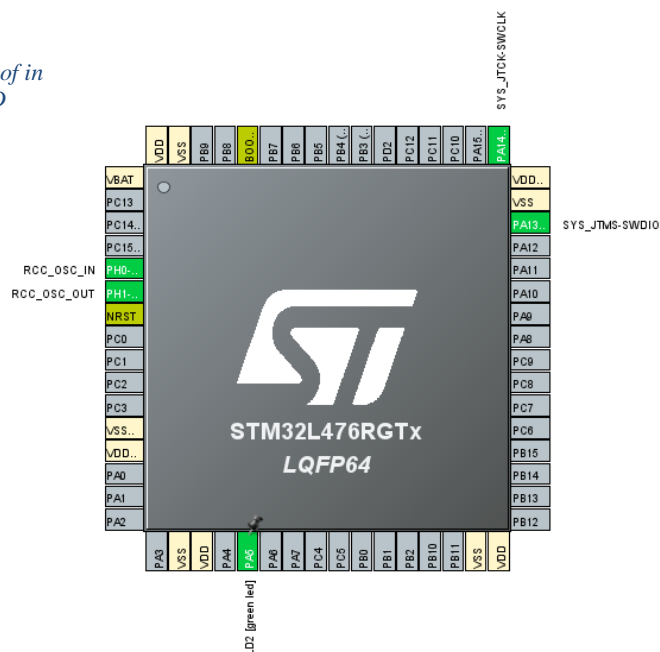 of in
SYS_JTCK-SWCLK
VDD
VSS
PB9
PB8
BOO..
PB7
PB6
PB5
PB4 (..
PB3 (..
PD2
PC12
PC11
PC10
PA15..
PA14..
VBAT
PC13
PC14..
PC15..
RCC_OSC_IN PH0-..
RCC_OSC_OUT PH1-..
NRST
PC0
PC1
PC2
PC3
VSS..
VDD..
PA0
PA1
PA2
ST
STM32L476RGTx
LQFP64
VDD..
VSS
PA13.. SYS_JTMS-SWDIO
PA12
PA11
PA10
PA9
PA8
PC9
PC8
PC7
PC6
PB15
PB14
PB13
PB12
PA3
VSS
VDD
PA4
PA5
PA6
PA7
PC4
PC5
PB0
PB1
PB2
PB10
PB11
VSS
VDD
.D2 [green led]